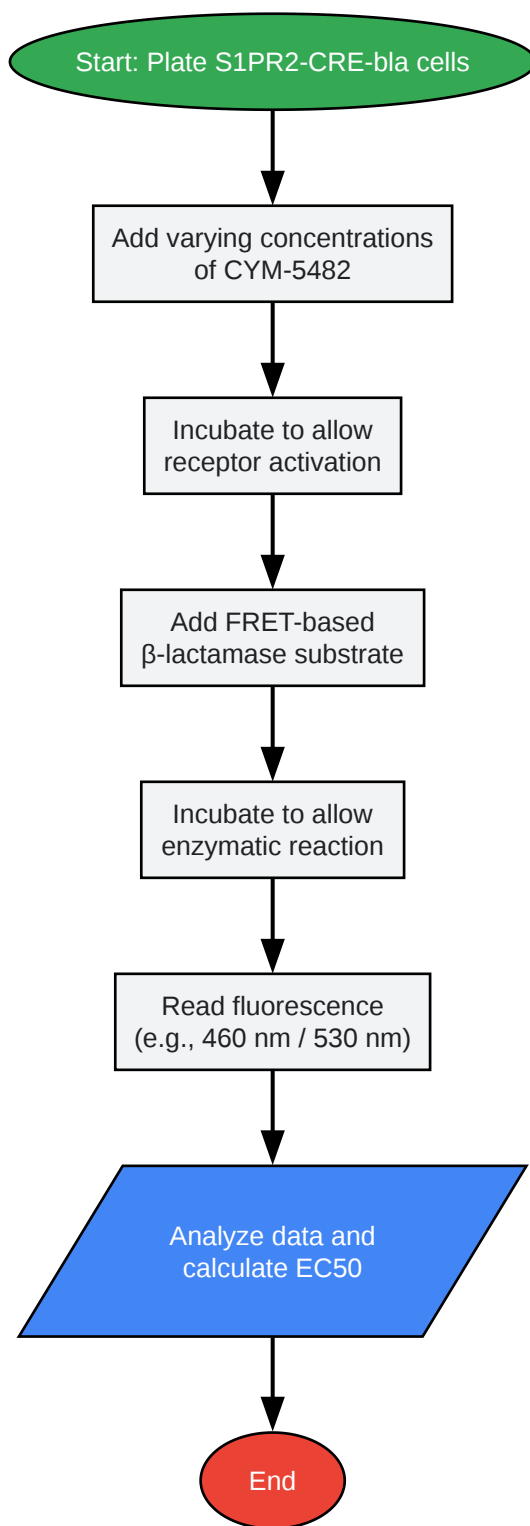 Start: Plate S1PR2-CRE-bla cells
Add varying concentrations
of CYM-5482
Incubate to allow
receptor activation
Add FRET-based
β-lactamase substrate
Incubate to allow
enzymatic reaction
Read fluorescence
(e.g., 460 nm / 530 nm)
Analyze data and
calculate EC50
End